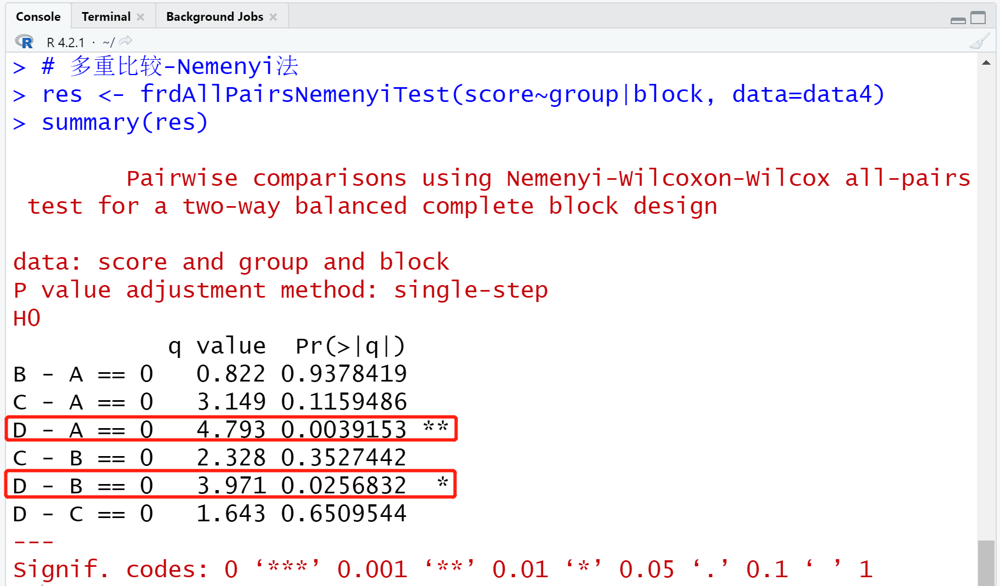 Console Terminal Background Jobs
R R 4.2.1 · ~/
> # 多重比较-Nemenyi法
> res <- frdAllPairsNemenyiTest(score~group|block, data=data4)
> summary(res)
Pairwise comparisons using Nemenyi-Wilcoxon-Wilcox all-pairs
test for a two-way balanced complete block design
data: score and group and block
P value adjustment method: single-step
H0
q value Pr(>|q|)
B - A == 0 0.822 0.9378419
C - A == 0 3.149 0.1159486
D - A == 0 4.793 0.0039153 **
C - B == 0 2.328 0.3527442
D - B == 0 3.971 0.0256832 *
D - C == 0 1.643 0.6509544
---
Signif. codes: 0 ‘***’ 0.001 ‘**’ 0.01 ‘*’ 0.05 ‘.’ 0.1 ‘ ’ 1